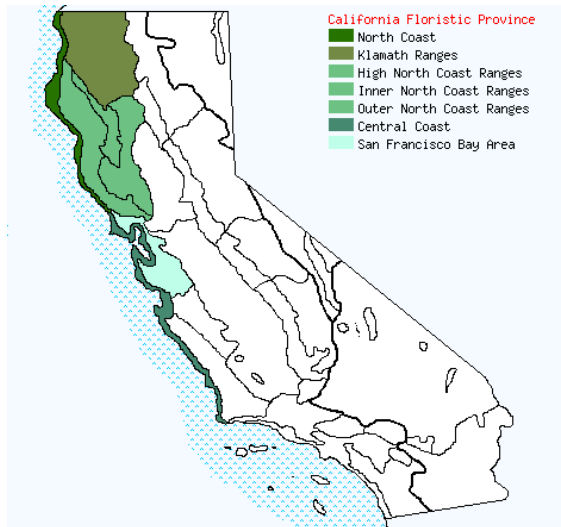 California Floristic Province
North Coast
Klamath Ranges
High North Coast Ranges
Inner North Coast Ranges
Outer North Coast Ranges
Central Coast
San Francisco Bay Area